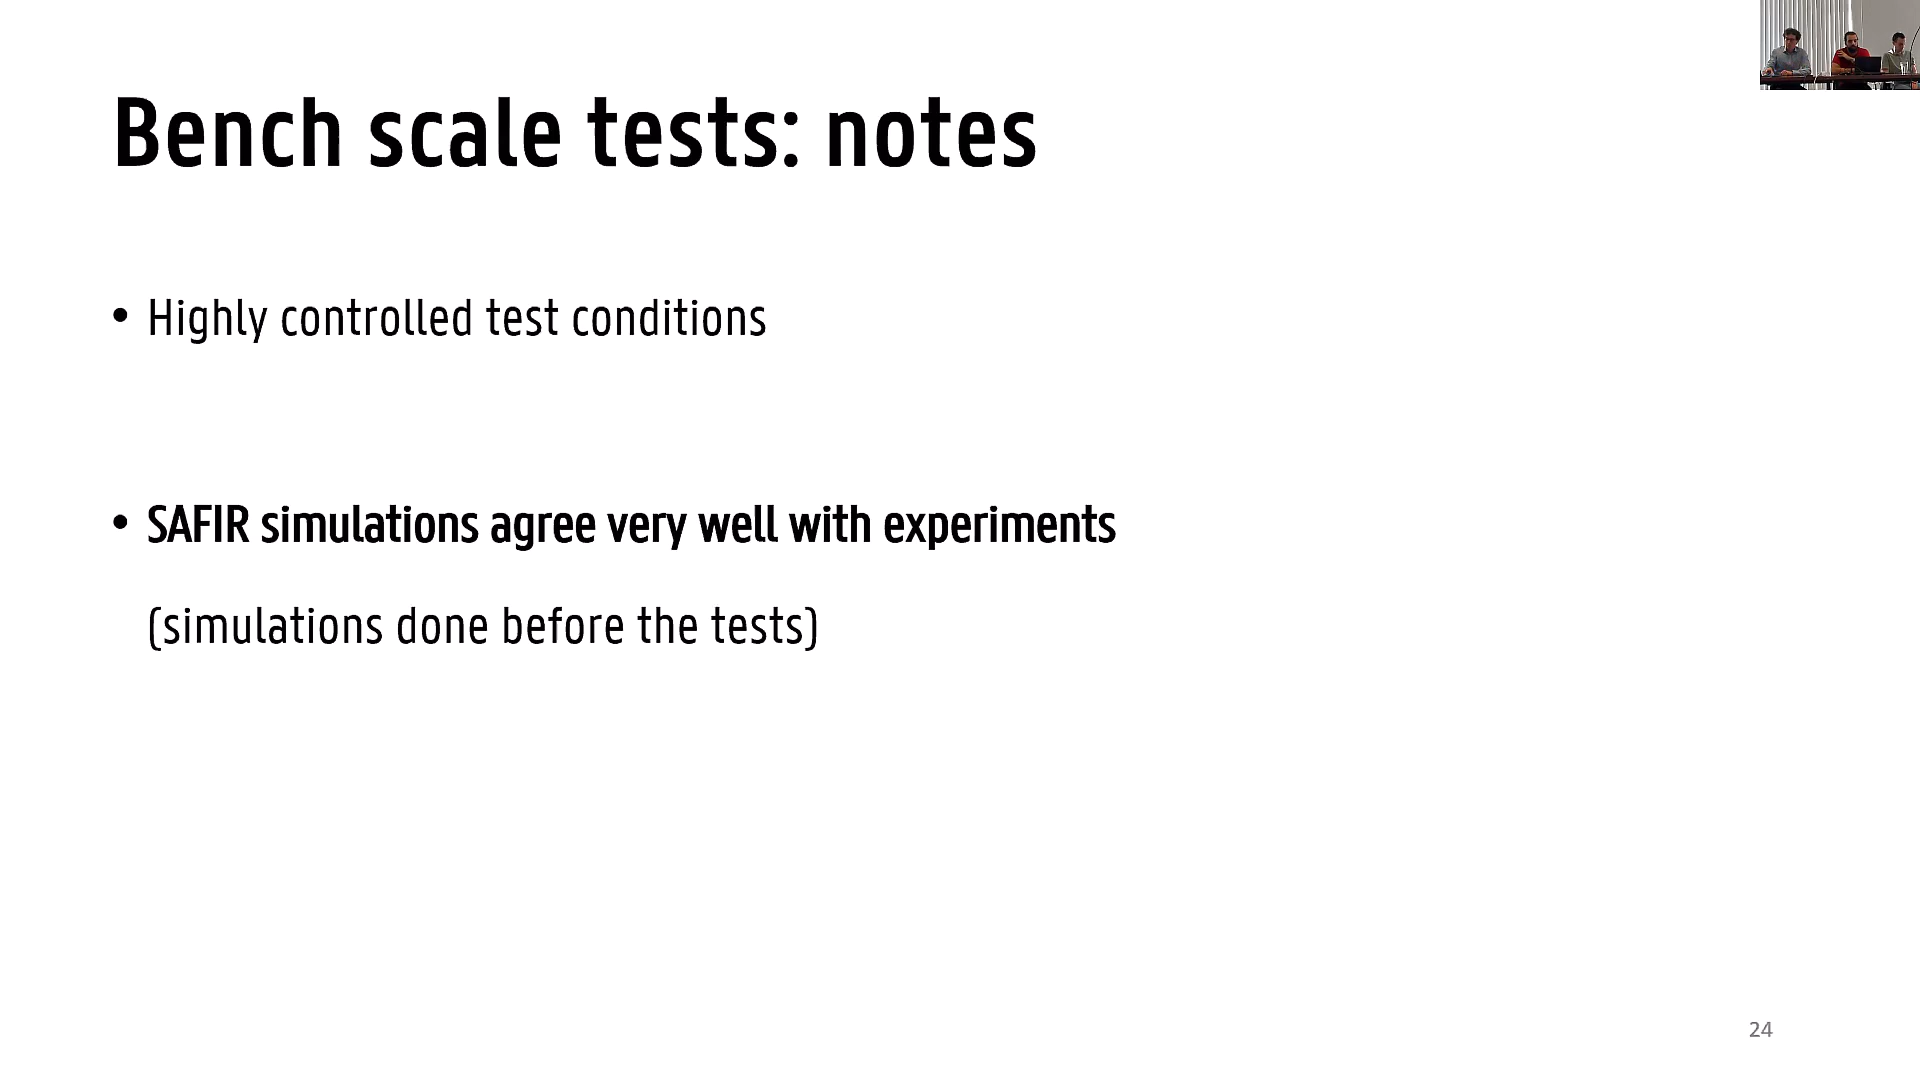 Bench scale tests: notes
• Highly controlled test conditions
• SAFIR simulations agree very well with experiments
(simulations done before the tests)
24